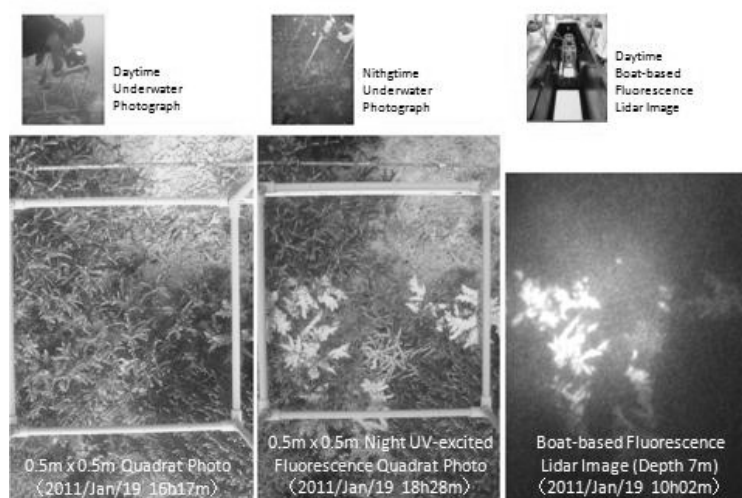 Daytime
Underwater
Photograph
Nithgtime
Underwater
Photograph
Daytime
Boat-based
Fluorescence
Lidar Image
0.5m x 0.5m Quadrat Photo
(2011/Jan/19 16h17m)
0.5m x 0.5m Night UV-excited
Fluorescence Quadrat Photo
(2011/Jan/19 18h28m)
Boat-based Fluorescence
Lidar Image (Depth 7m)
(2011/Jan/19 10h02m)